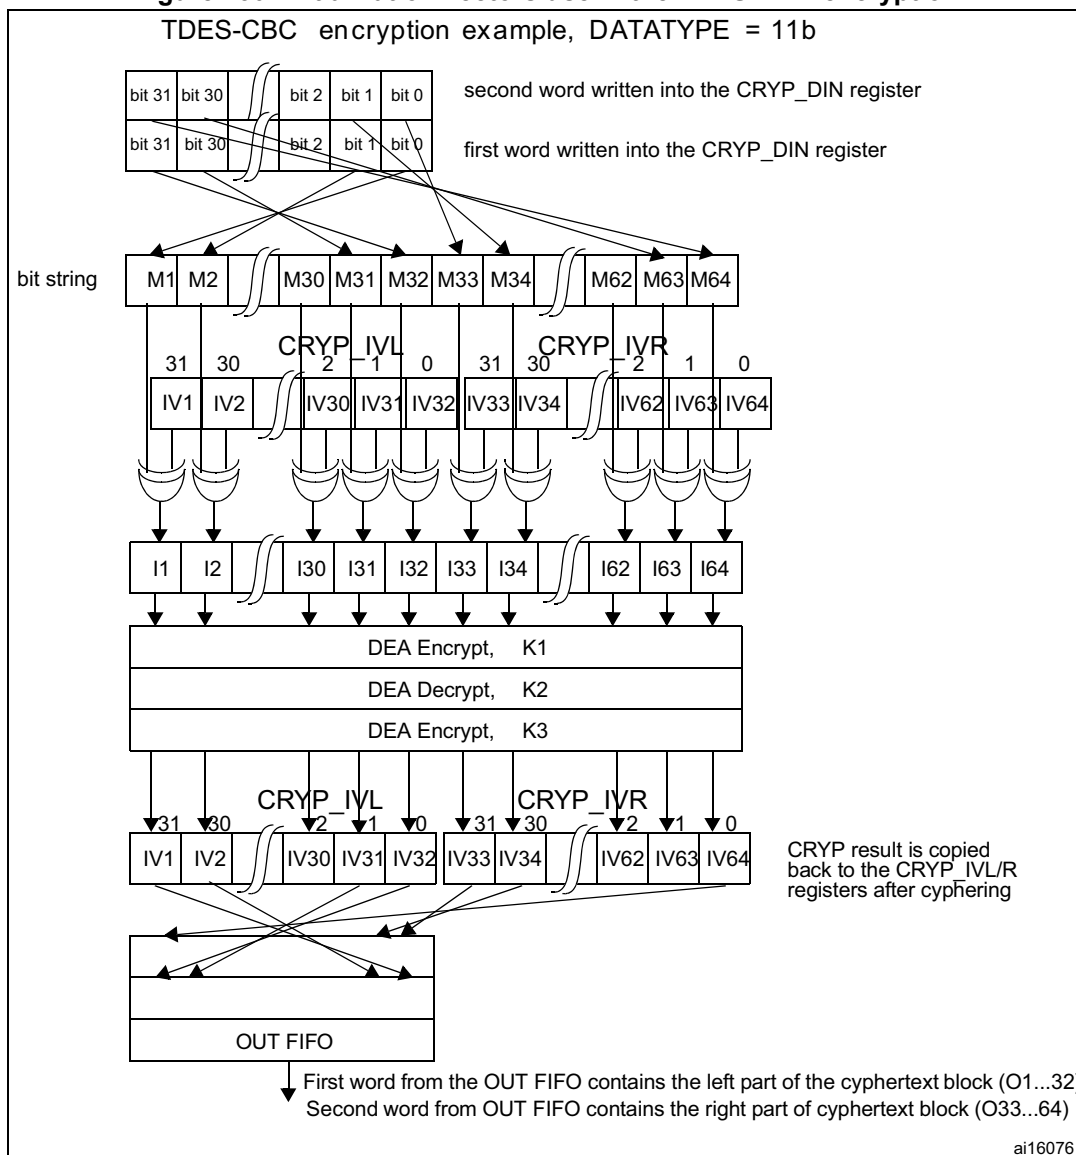 TDES-CBC encryption example, DATATYPE = 11b
bit 31 bit 30 bit 2 bit 1 bit 0
second word written into the CRYP_DIN register
bit 31 bit 30 bit 2 bit 1 bit 0
first word written into the CRYP_DIN register
bit string
M1 M2 M30 M31 M32 M33 M34 M62 M63 M64
CRYP_IVL CRYP_IVR
31 30 2 1 0 31 30 2 1 0
IV1 IV2 IV30 IV31 IV32 IV33 IV34 IV62 IV63 IV64
I1 I2 I30 I31 I32 I33 I34 I62 I63 I64
DEA Encrypt, K1
DEA Decrypt, K2
DEA Encrypt, K3
CRYP_IVL CRYP_IVR
31 30 2 1 0 31 30 2 1 0
IV1 IV2 IV30 IV31 IV32 IV33 IV34 IV62 IV63 IV64
CRYP result is copied
back to the CRYP_IVL/R
registers after cyphering
OUT FIFO
First word from the OUT FIFO contains the left part of the cyphertext block (O1...32)
Second word from OUT FIFO contains the right part of cyphertext block (O33...64)
ai16076